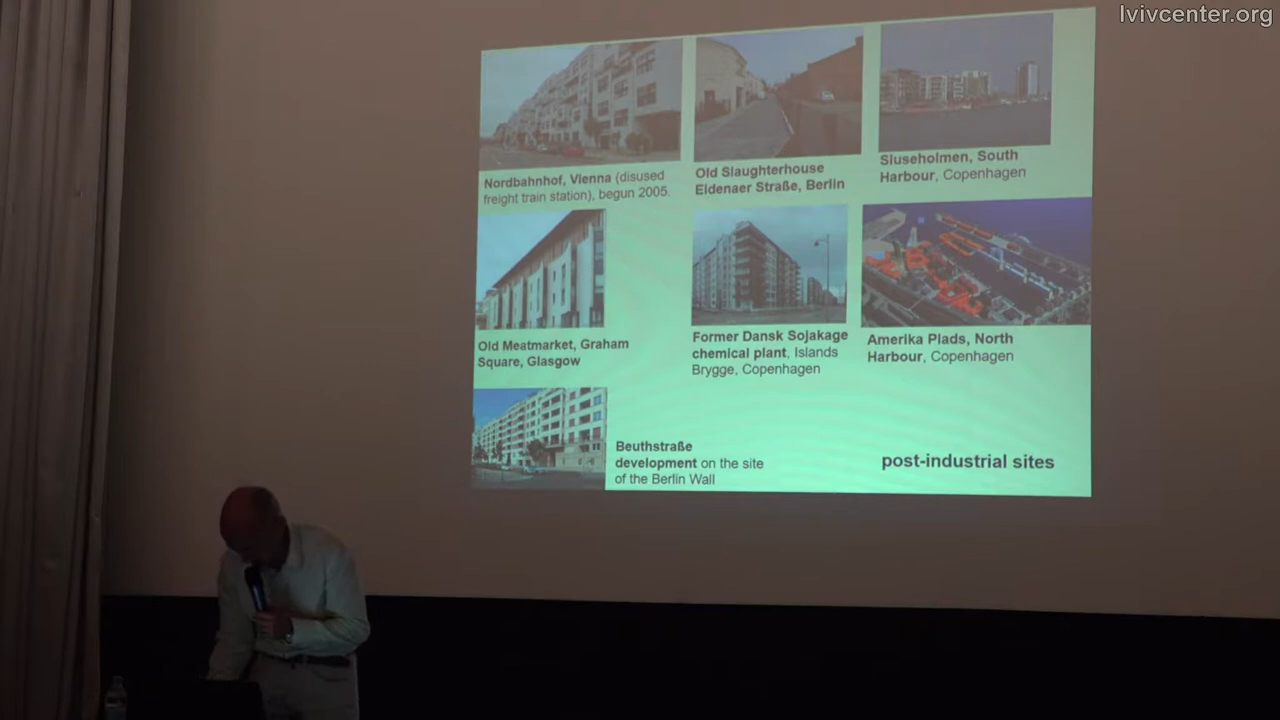 lvivcenter.org
Nordbahnhof, Vienna (disused
freight train station), begun 2005.
Old Slaughterhouse
Eldenaer Straße, Berlin
Sluseholmen, South
Harbour, Copenhagen
Old Meatmarket, Graham
Square, Glasgow
Former Dansk Sojakage
chemical plant, Islands
Brygge, Copenhagen
Amerika Plads, North
Harbour, Copenhagen
Beuthstraße
development on the site
of the Berlin Wall
post-industrial sites